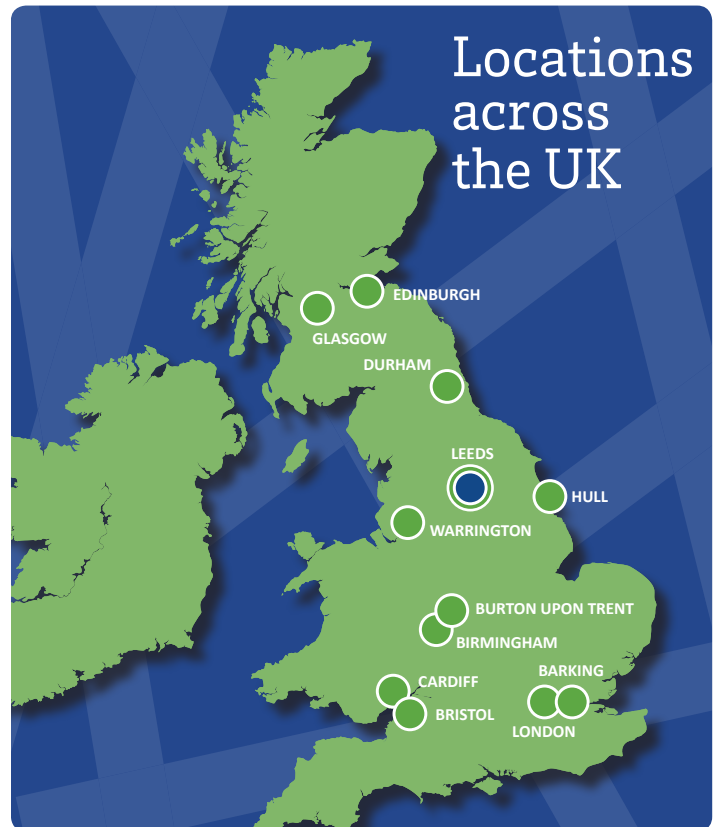 Locations
across
the UK
EDINBURGH
GLASGOW
DURHAM
LEEDS
HULL
WARRINGTON
BURTON UPON TRENT
BIRMINGHAM
BARKING
CARDIFF
BRISTOL
LONDON